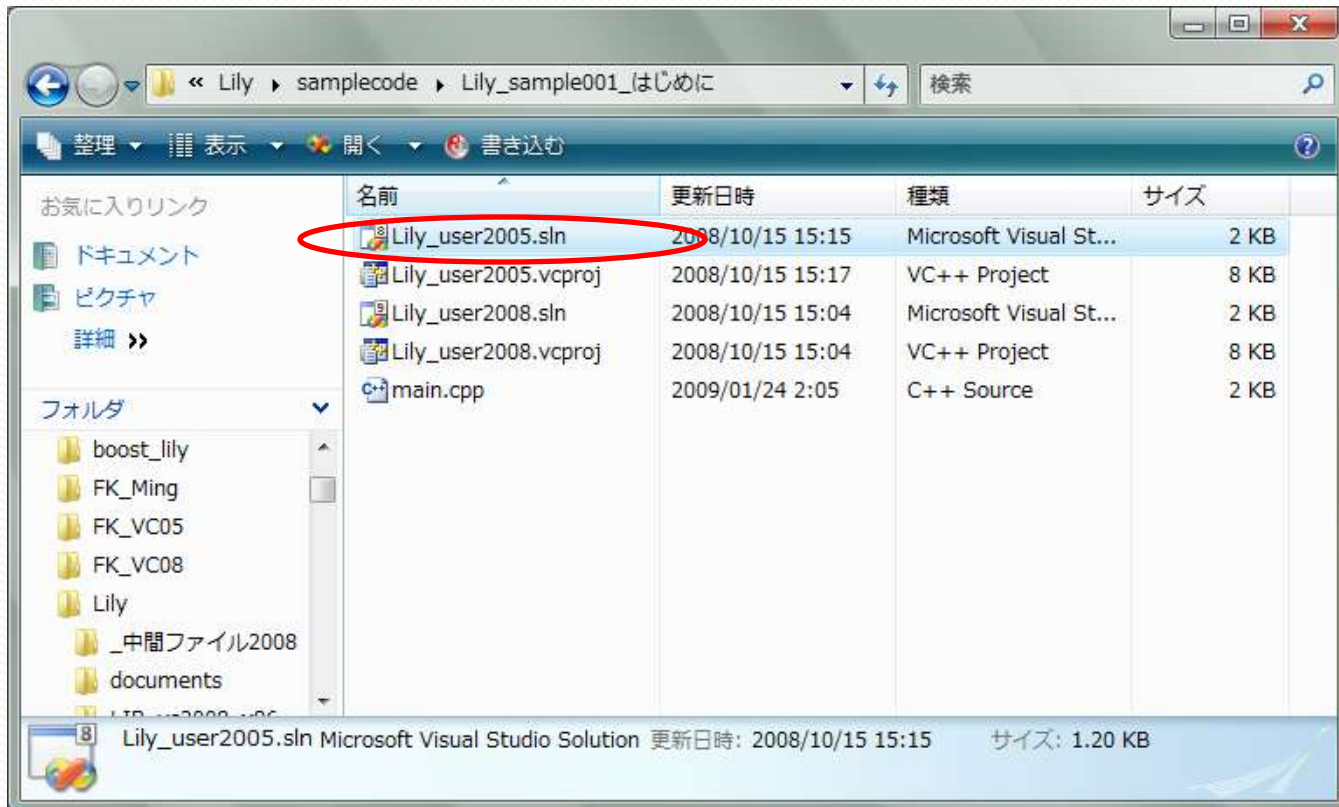 « Lily ▸ samplecode ▸ Lily_sample001_はじめに
検索
整理 表示 開く 書き込む
お気に入りリンク
ドキュメント
ピクチャ
詳細 »
フォルダ
boost_lily
FK_Ming
FK_VC05
FK_VC08
Lily
_中間ファイル2008
documents
名前 更新日時 種類 サイズ
Lily_user2005.sln 2008/10/15 15:15 Microsoft Visual St... 2 KB
Lily_user2005.vcproj 2008/10/15 15:17 VC++ Project 8 KB
Lily_user2008.sln 2008/10/15 15:04 Microsoft Visual St... 2 KB
Lily_user2008.vcproj 2008/10/15 15:04 VC++ Project 8 KB
main.cpp 2009/01/24 2:05 C++ Source 2 KB
Lily_user2005.sln Microsoft Visual Studio Solution 更新日時: 2008/10/15 15:15 サイズ: 1.20 KB